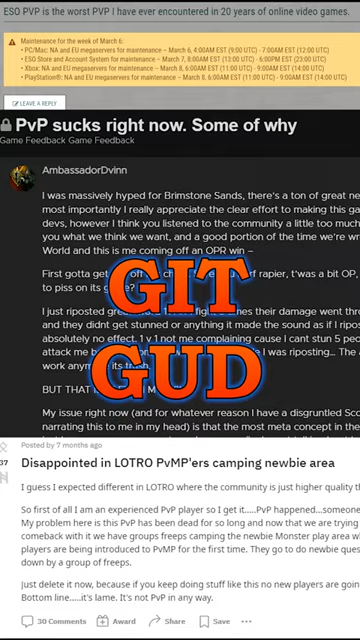 ESO PVP is the worst PVP I have ever encountered in 20 years of online video games.
Maintenance for the week of March 6:
• PC/Mac: NA and EU megaservers for maintenance – March 6, 4:00AM EST (9:00 UTC) - 7:00AM EST (12:00 UTC)
• ESO Store and Account System for maintenance – March 7, 8:00AM EST (13:00 UTC) - 6:00PM EST (23:00 UTC)
• Xbox: NA and EU megaservers for maintenance – March 8, 6:00AM EST (11:00 UTC) - 9:00AM EST (14:00 UTC)
• PlayStation®: NA and EU megaservers for maintenance – March 8, 6:00AM EST (11:00 UTC) - 9:00AM EST (14:00 UTC)
LEAVE A REPLY
PvP sucks right now. Some of why
Game Feedback Game Feedback
AmbassadorDvinn
I was massively hyped for Brimstone Sands, there's a ton of great ne
most importantly I really appreciate the clear effort to making this ga
devs, however I think you listened to the community a little too much
you what we think we want, and a good portion of the time we're wr
World and this is me coming off an OPR win –
First gotta get off rf rapier, t'was a bit OP,
to piss on its g e?
I just riposted gre fig mes their damage went thro
and they didnt get stunned or anything it made the sound as if I ripos
absolutely no effect. 1 v 1 not me complaining cause I cant stun 5 peo
attack me b I was riposting... The a
work anym its trash.
BUT THAT
My issue right now (and for whatever reason I have a disgruntled Sco
narrating this to me in my head) is that the most meta concept in the
GIT
GUD
Posted by 7 months ago
37
Disappointed in LOTRO PvMP'ers camping newbie area
I guess I expected different in LOTRO where the community is just higher quality th
So first of all I am an experienced PvP player so I get it.....PvP happened...someone
My problem here is this PvP has been dead for so long and now that we are trying
comeback with it we have groups freeps camping the newbie Monster play area w
players are being introduced to PvMP for the first time. They go to do newbie ques
down by a group of freeps.
Just delete it now, because if you keep doing stuff like this no new players are goin
Bottom line.....it's lame. It's not PvP in any way.
30 Comments Award Share Save